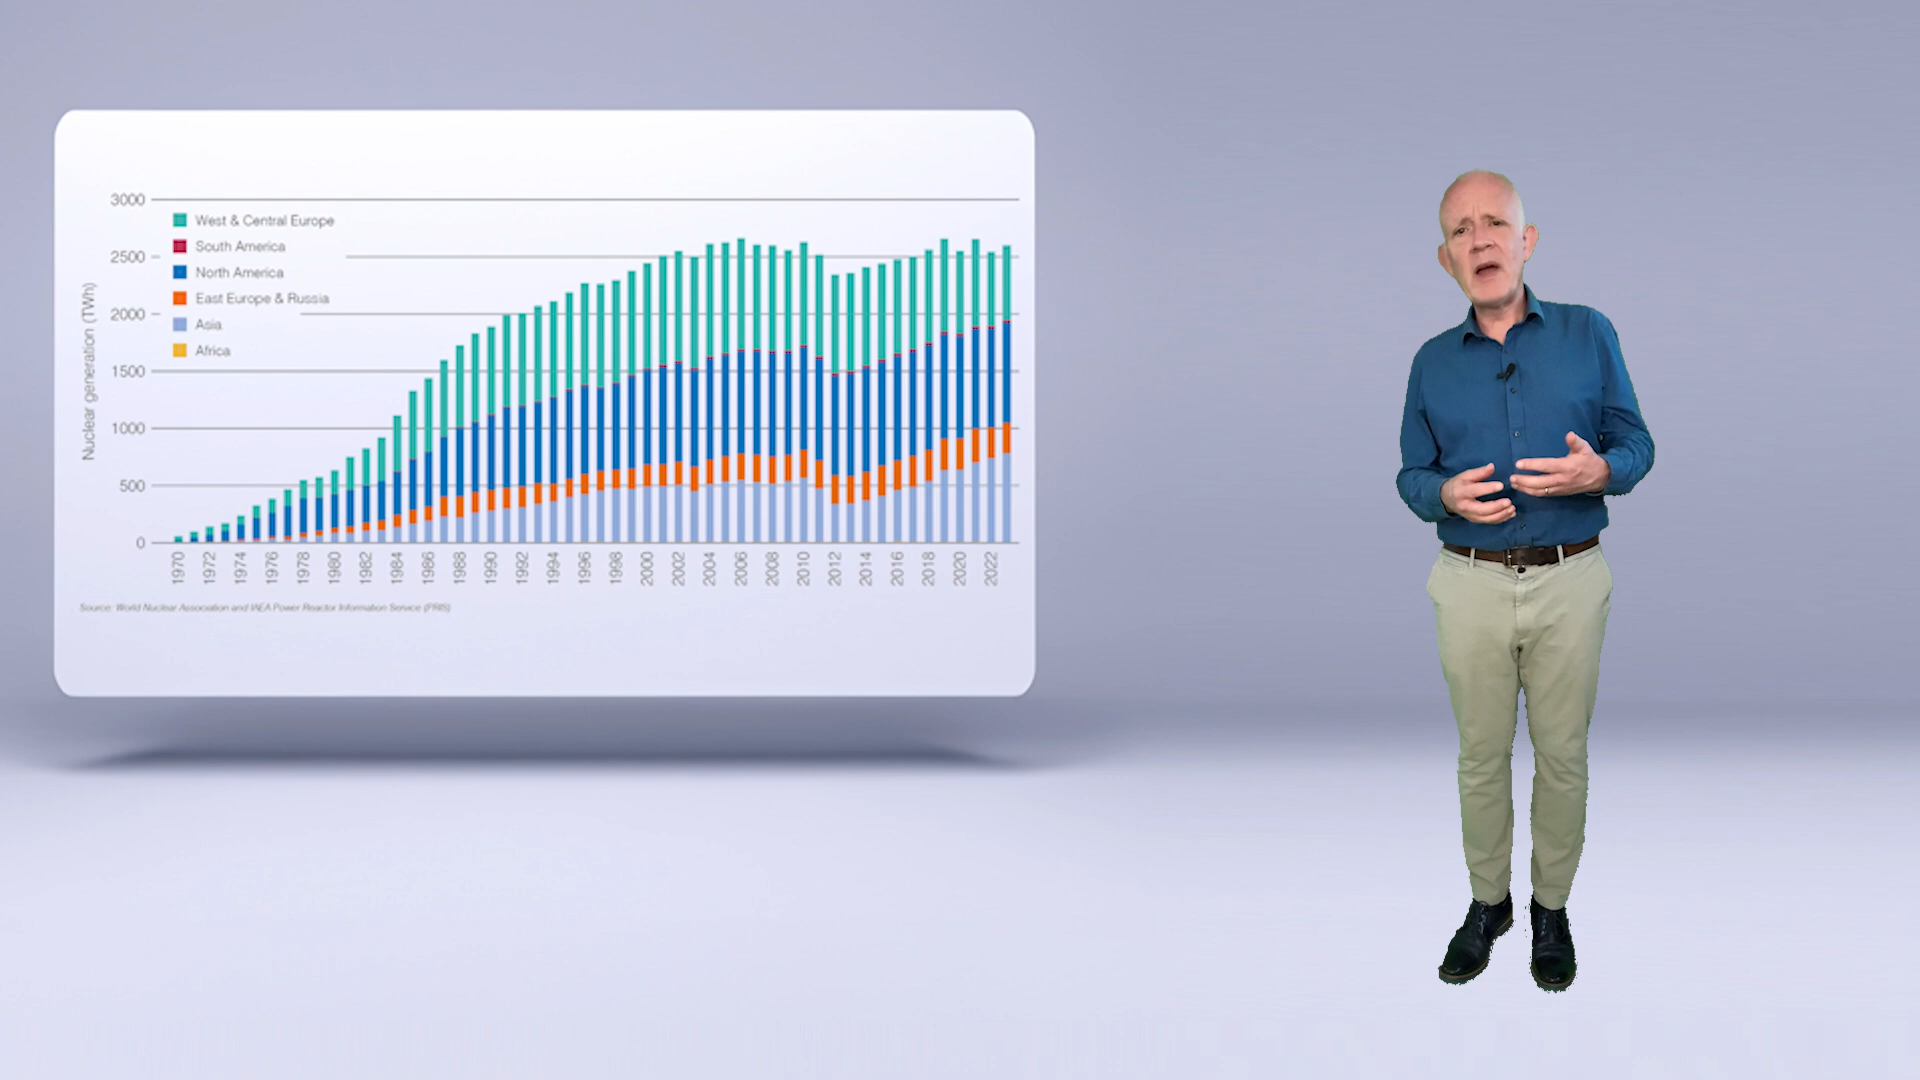 3000
West & Central Europe
South America
2500
North America
East Europe & Russia
2000
Asia
Africa
1500
1000
500
0
Nuclear generation (TWh)
1970 1972 1974 1976 1978 1980 1982 1984 1986 1988 1990 1992 1994 1996 1998 2000 2002 2004 2006 2008 2010 2012 2014 2016 2018 2020 2022
Source: World Nuclear Association and IAEA Power Reactor Information Service (PRIS)